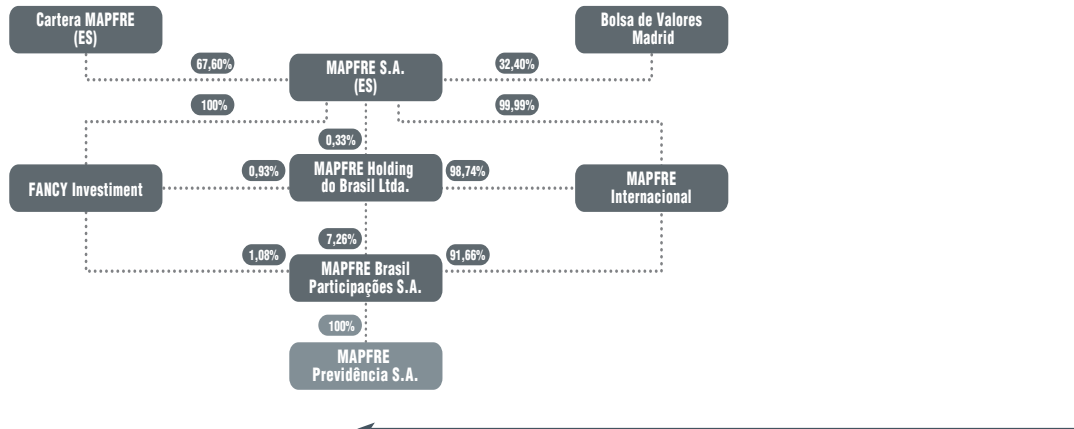 Cartera MAPFRE
(ES)
Bolsa de Valores
Madrid
67,60%
MAPFRE S.A.
(ES)
32,40%
100%
99,99%
0,33%
FANCY Investiment
0,93%
MAPFRE Holding
do Brasil Ltda.
98,74%
MAPFRE
Internacional
7,26%
1,08%
MAPFRE Brasil
Participações S.A.
91,66%
100%
MAPFRE
Previdência S.A.